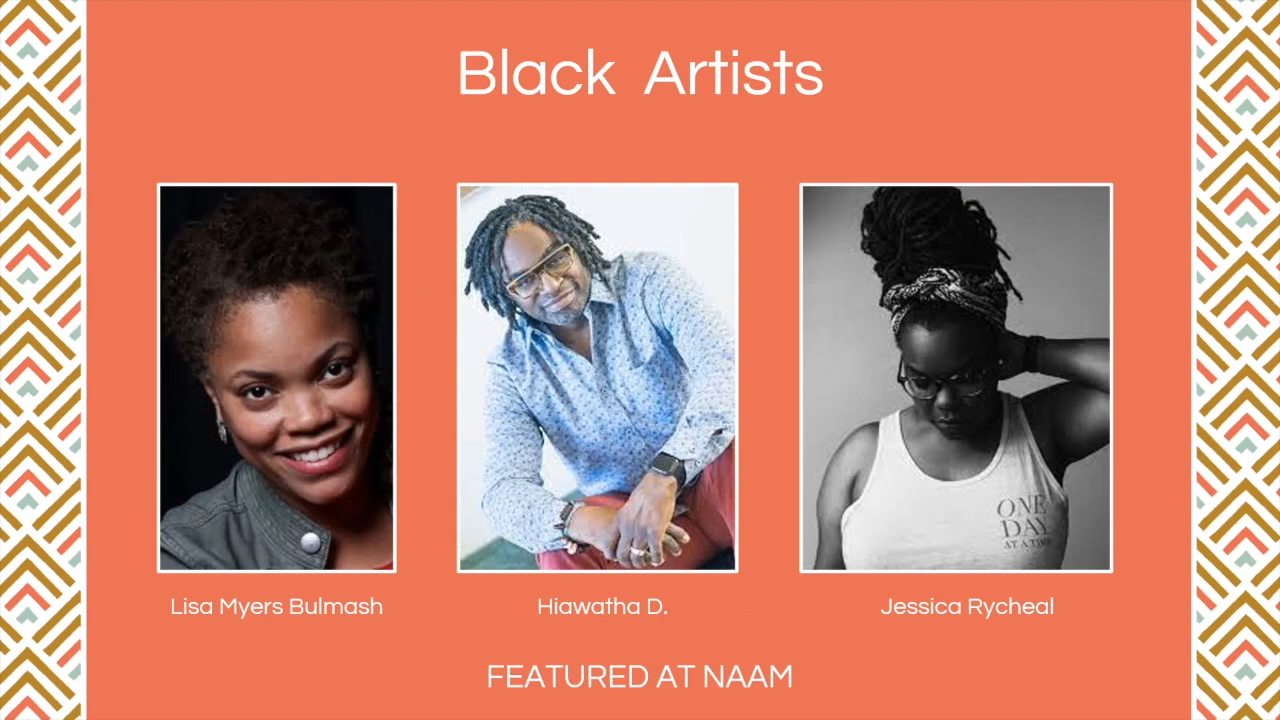 Black Artists
ONE
DAY
AT A TIME
Lisa Myers Bulmash
Hiawatha D.
Jessica Rycheal
FEATURED AT NAAM